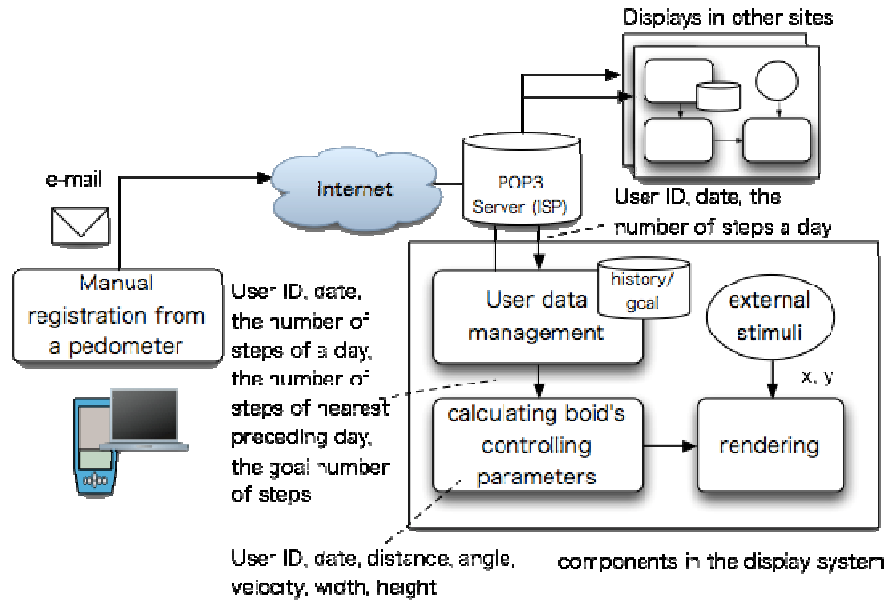 Displays in other sites
e-mail
Internet
POP3
Server (ISP)
User ID, date, the
number of steps a day
Manual
registration from
a pedometer
User ID, date,
the number of
steps of a day,
the number of
steps of nearest
preceding day,
the goal number
of steps
User data
management
history/
goal
external
stimuli
x, y
calculating boid's
controlling
parameters
rendering
User ID, date, distance, angle,
velocity, width, height
components in the display system